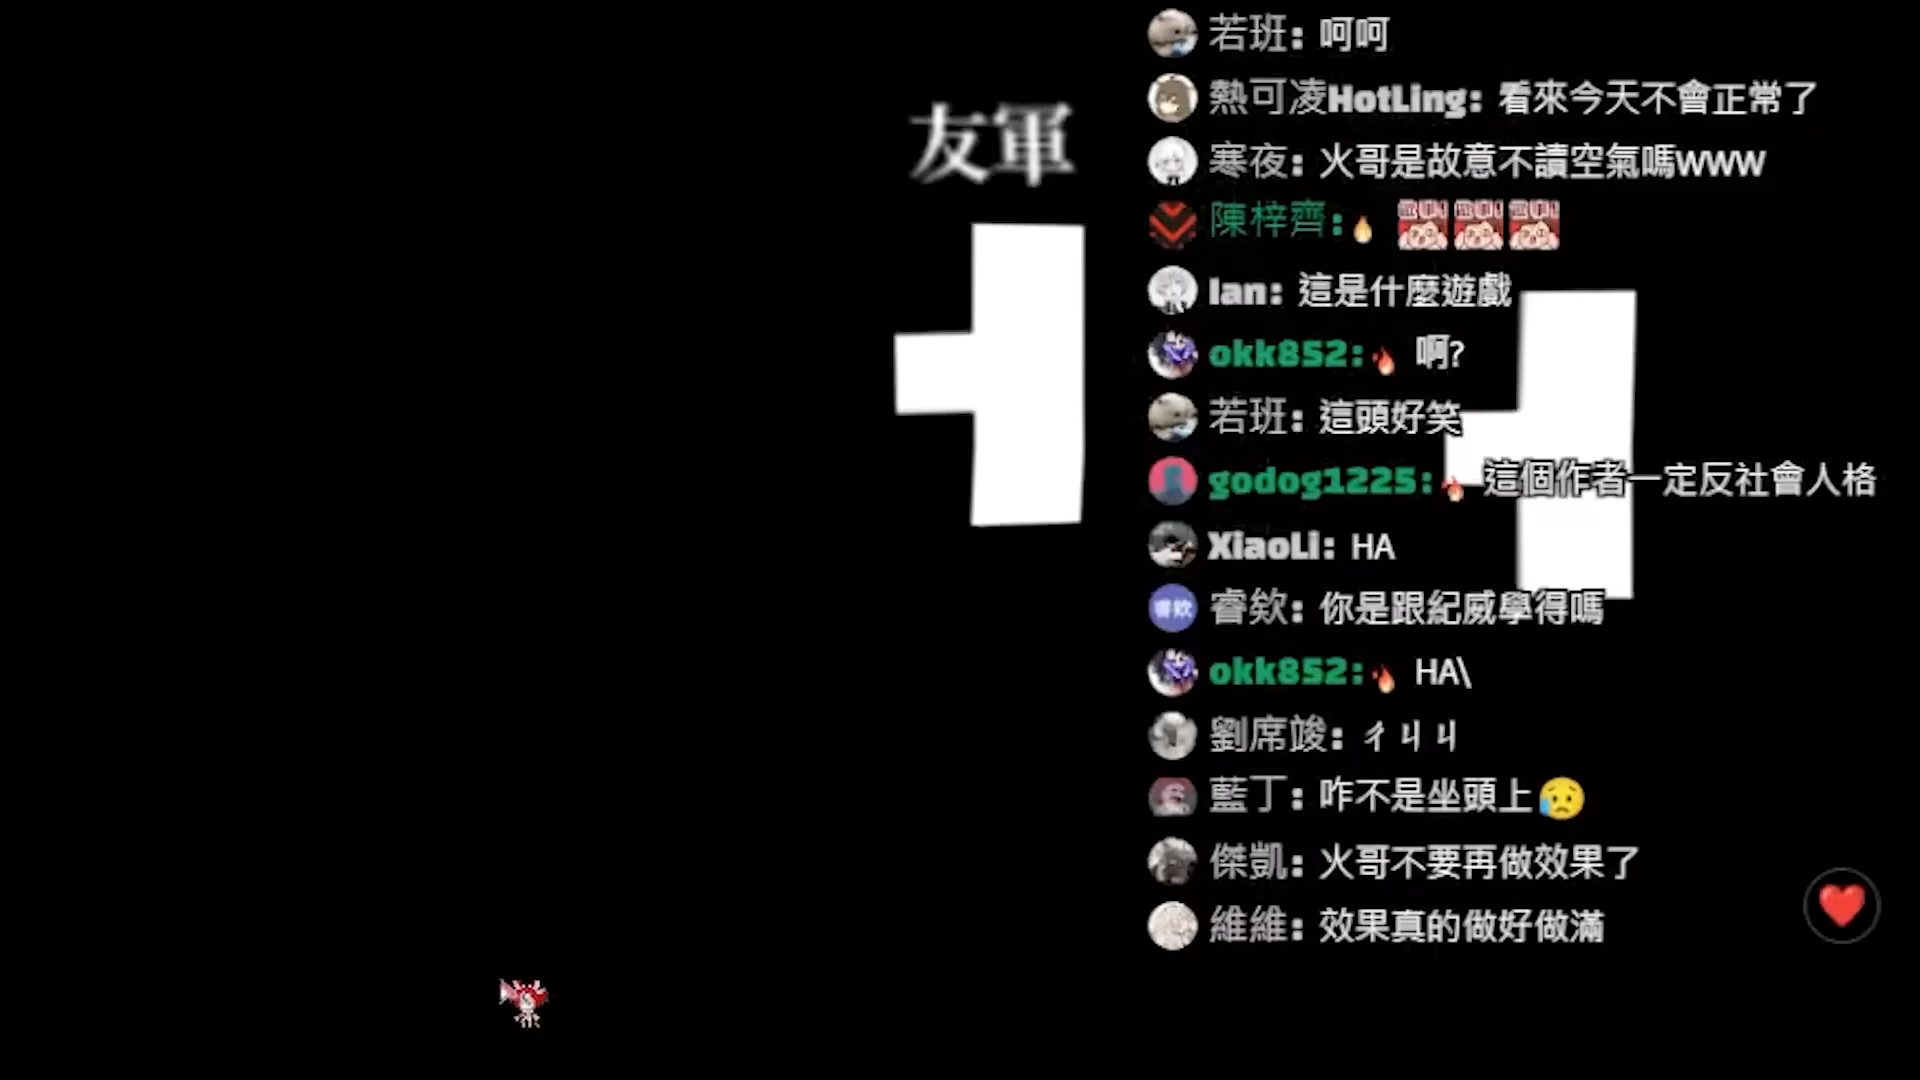 友軍
若班: 呵呵
熱可凌HotLing: 看來今天不會正常了
寒夜: 火哥是故意不讀空氣嗎www
陳梓齊:
Ian: 這是什麼遊戲
okk852: 啊?
若班: 這頭好笑
godog1225: 這個作者一定反社會人格
XiaoLi: HA
睿欸: 你是跟紀威學得嗎
okk852: HA\
劉席竣: ㄔㄐㄐ
藍丁: 咋不是坐頭上
傑凱: 火哥不要再做效果了
維維: 效果真的做好做滿